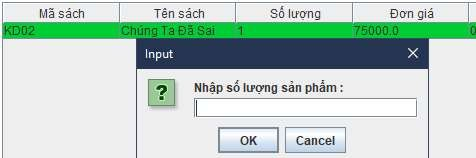 Mã sách Tên sách Số lượng Đơn giá
KD02 Chúng Ta Đã Sai 1 75000.0 0
Input
Nhập số lượng sản phẩm :
OK Cancel